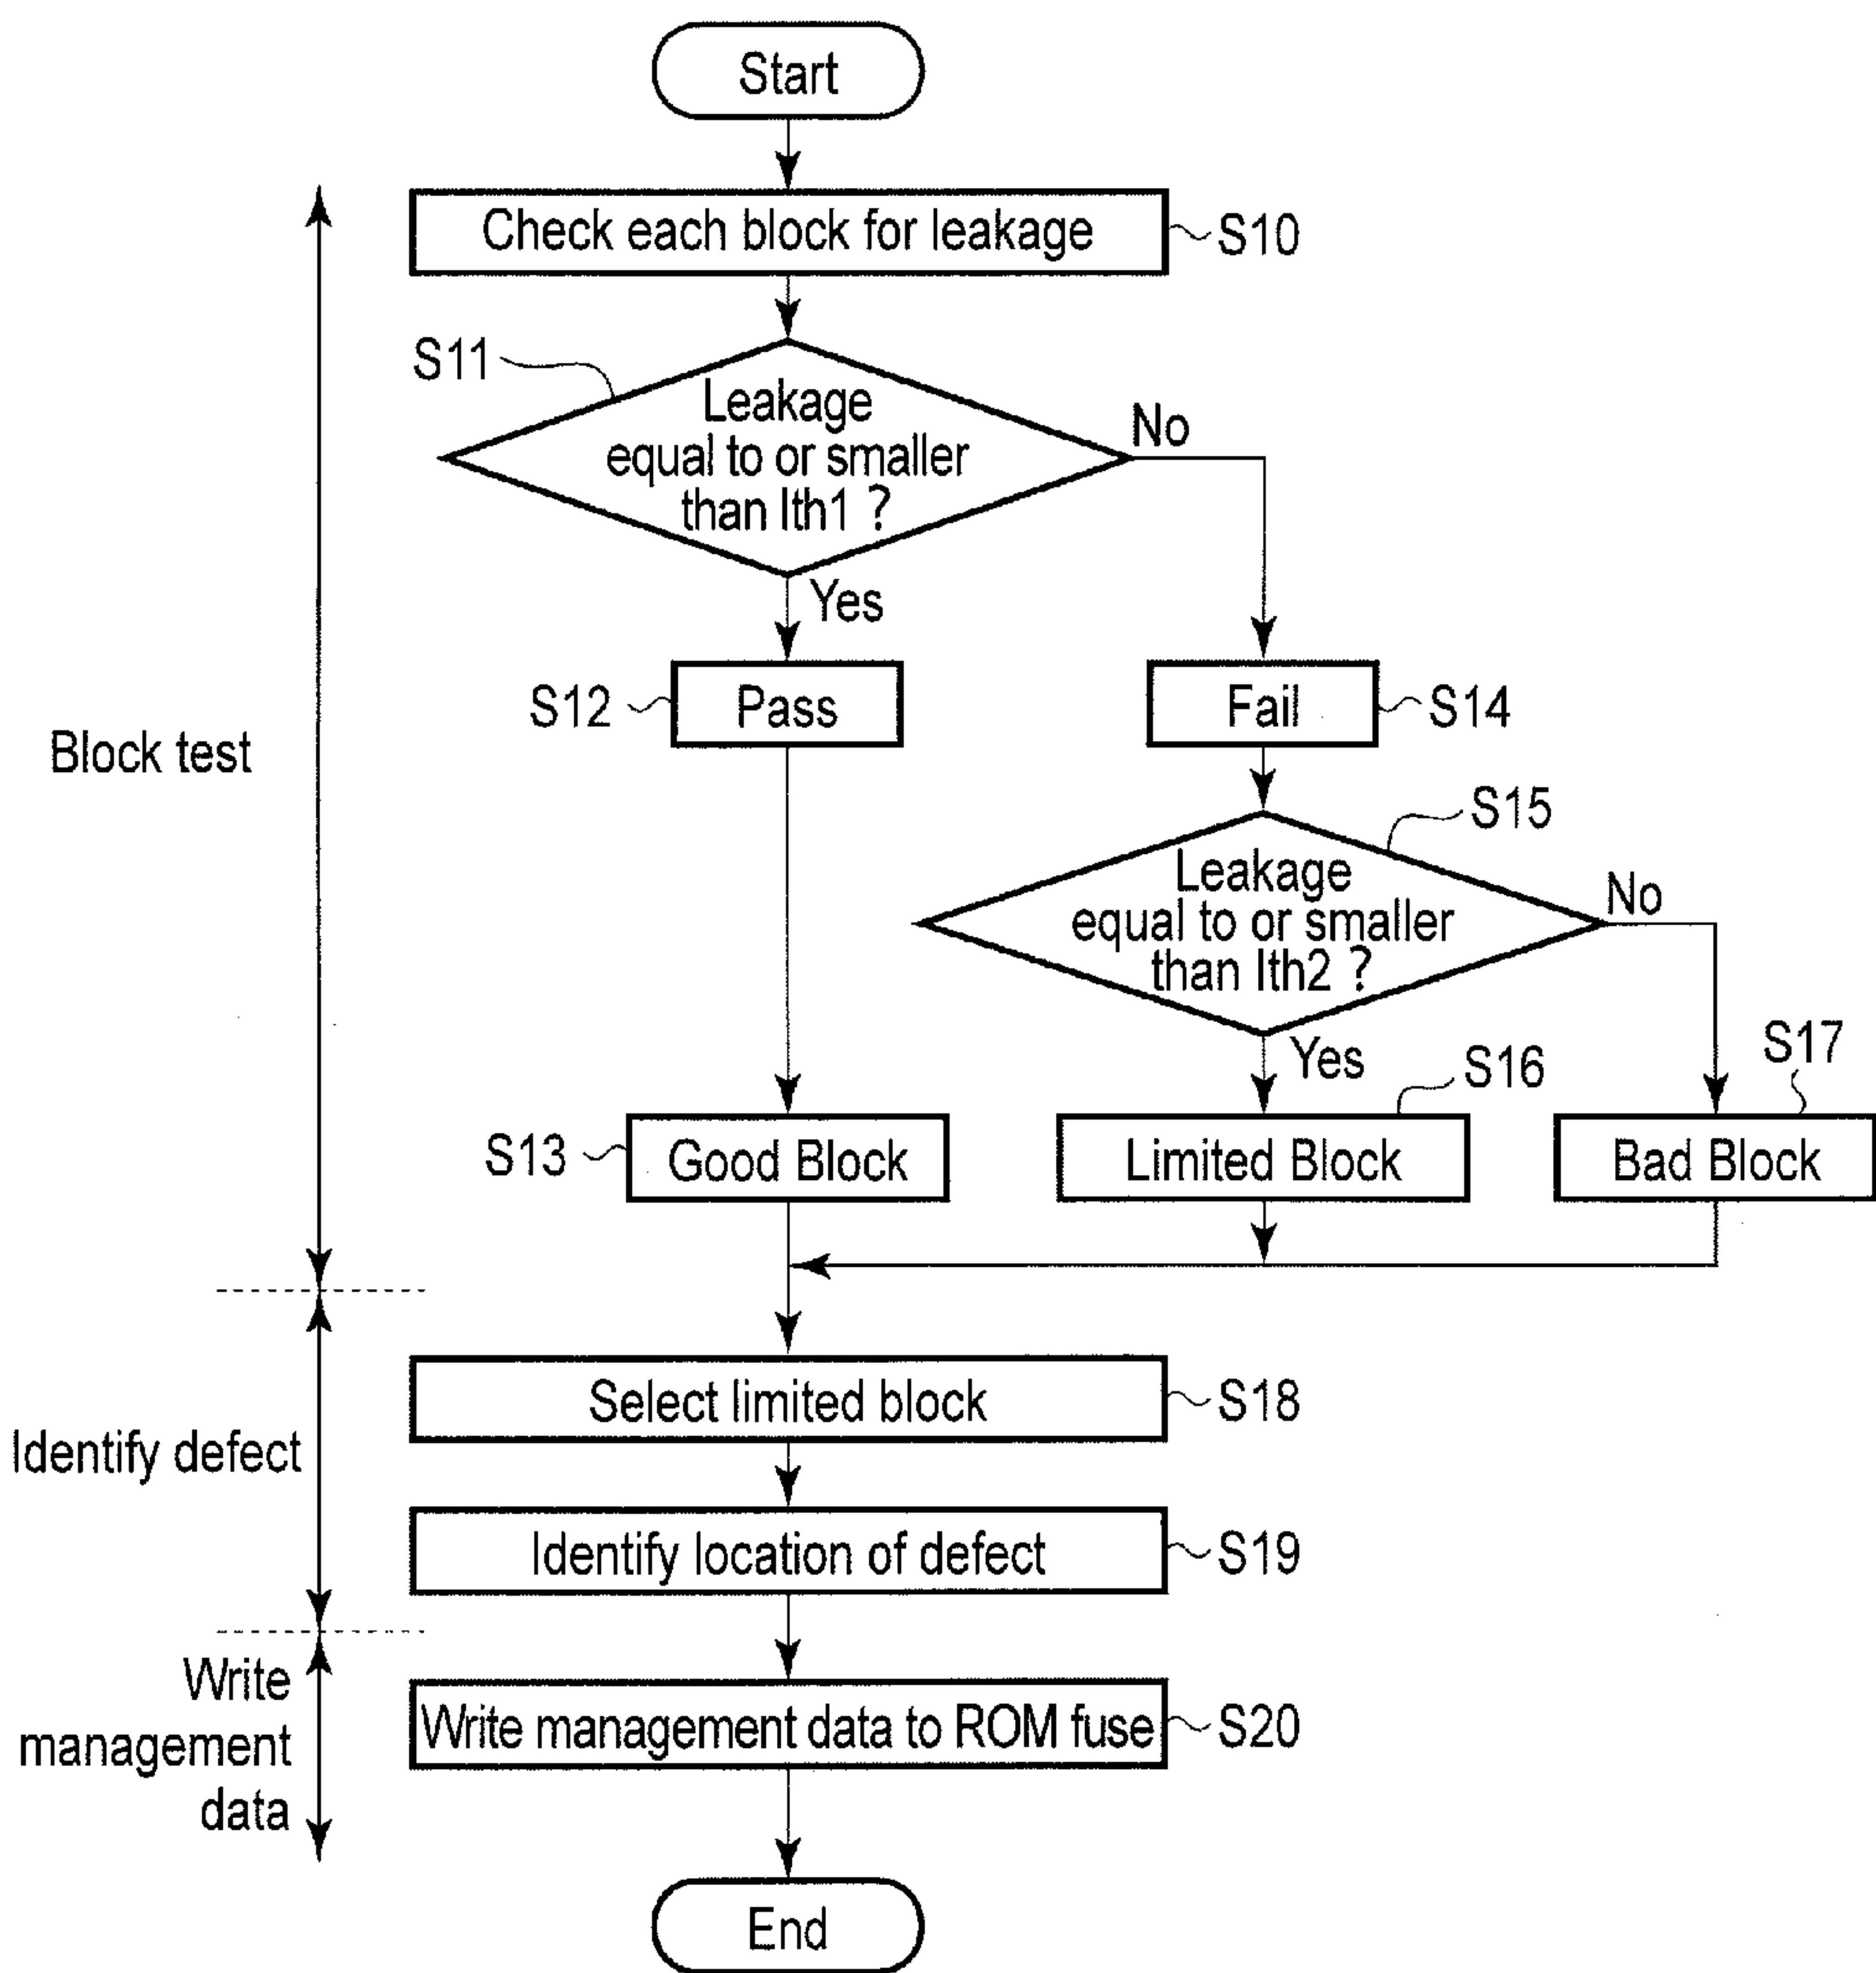 Start
Check each block for leakage
S10
S11
Leakage
equal to or smaller
than Ith1 ?
No
Yes
S12
Pass
Fail
S14
Block test
S15
Leakage
equal to or smaller
than Ith2 ?
No
Yes
S16
S17
S13
Good Block
Limited Block
Bad Block
Select limited block
S18
Identify defect
Identify location of defect
S19
Write
management
data
Write management data to ROM fuse
S20
End